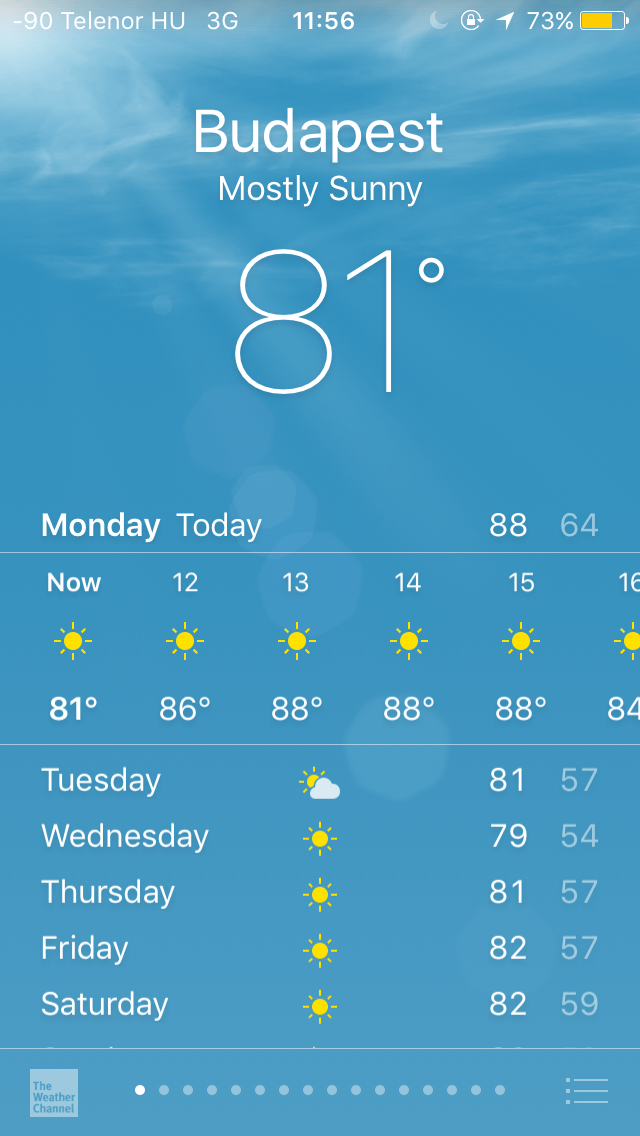 -90 Telenor HU 3G 11:56 73%
Budapest
Mostly Sunny
81°
Monday Today 88 64
Now 12 13 14 15 16
81° 86° 88° 88° 88° 84
Tuesday 81 57
Wednesday 79 54
Thursday 81 57
Friday 82 57
Saturday 82 59
The
Weather
Channel